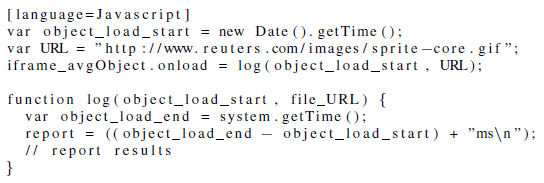 [language=Javascript]
var object_load_start = new Date().getTime();
var URL = "http://www.reuters.com/images/sprite-core.gif";
iframe_avgObject.onload = log(object_load_start, URL);
function log(object_load_start, file_URL) {
var object_load_end = system.getTime();
report = ((object_load_end - object_load_start) + "ms\n");
// report results
}